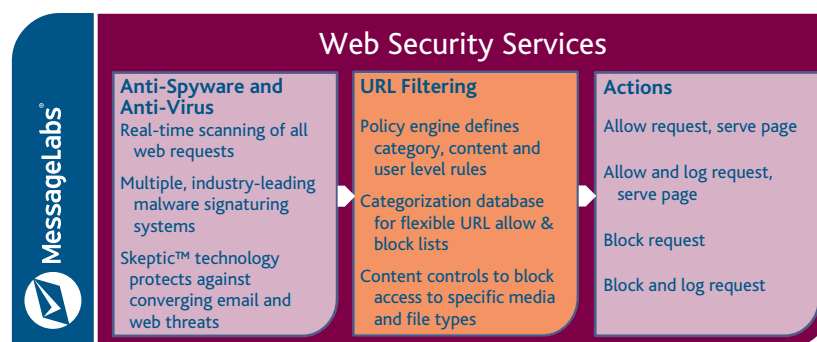 MessageLabs®
Web Security Services
Anti-Spyware and
Anti-Virus
Real-time scanning of all
web requests
Multiple, industry-leading
malware signaturing
systems
Skeptic™ technology
protects against
converging email and
web threats
URL Filtering
Policy engine defines
category, content and
user level rules
Categorization database
for flexible URL allow &
block lists
Content controls to block
access to specific media
and file types
Actions
Allow request, serve page
Allow and log request,
serve page
Block request
Block and log request